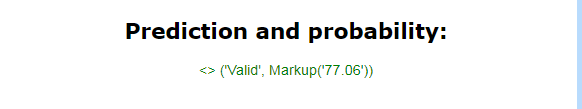 Prediction and probability:
<> ('Valid', Markup('77.06'))